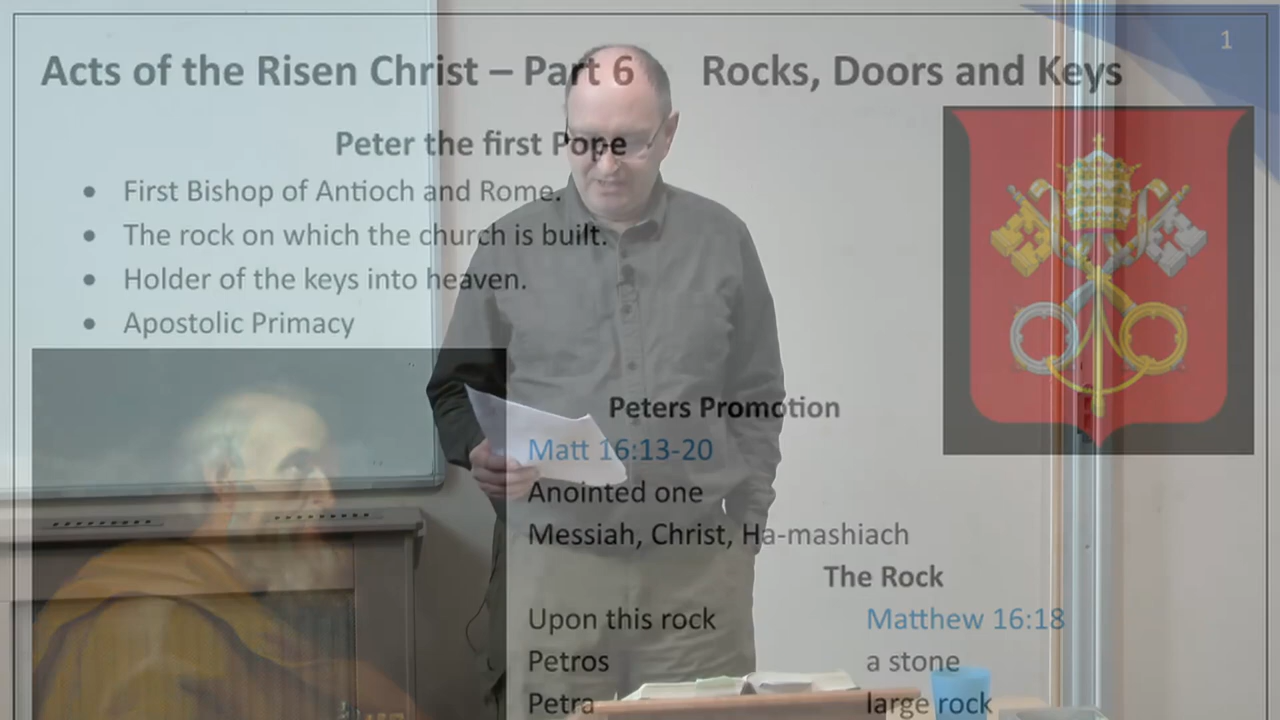 1
Acts of the Risen Christ – Part 6 Rocks, Doors and Keys
Peter the first Pope
• First Bishop of Antioch and Rome.
• The rock on which the church is built.
• Holder of the keys into heaven.
• Apostolic Primacy
Peters Promotion
Matt 16:13-20
Anointed one
Messiah, Christ, Ha-mashiach
The Rock
Upon this rock Matthew 16:18
Petros a stone
Petra large rock